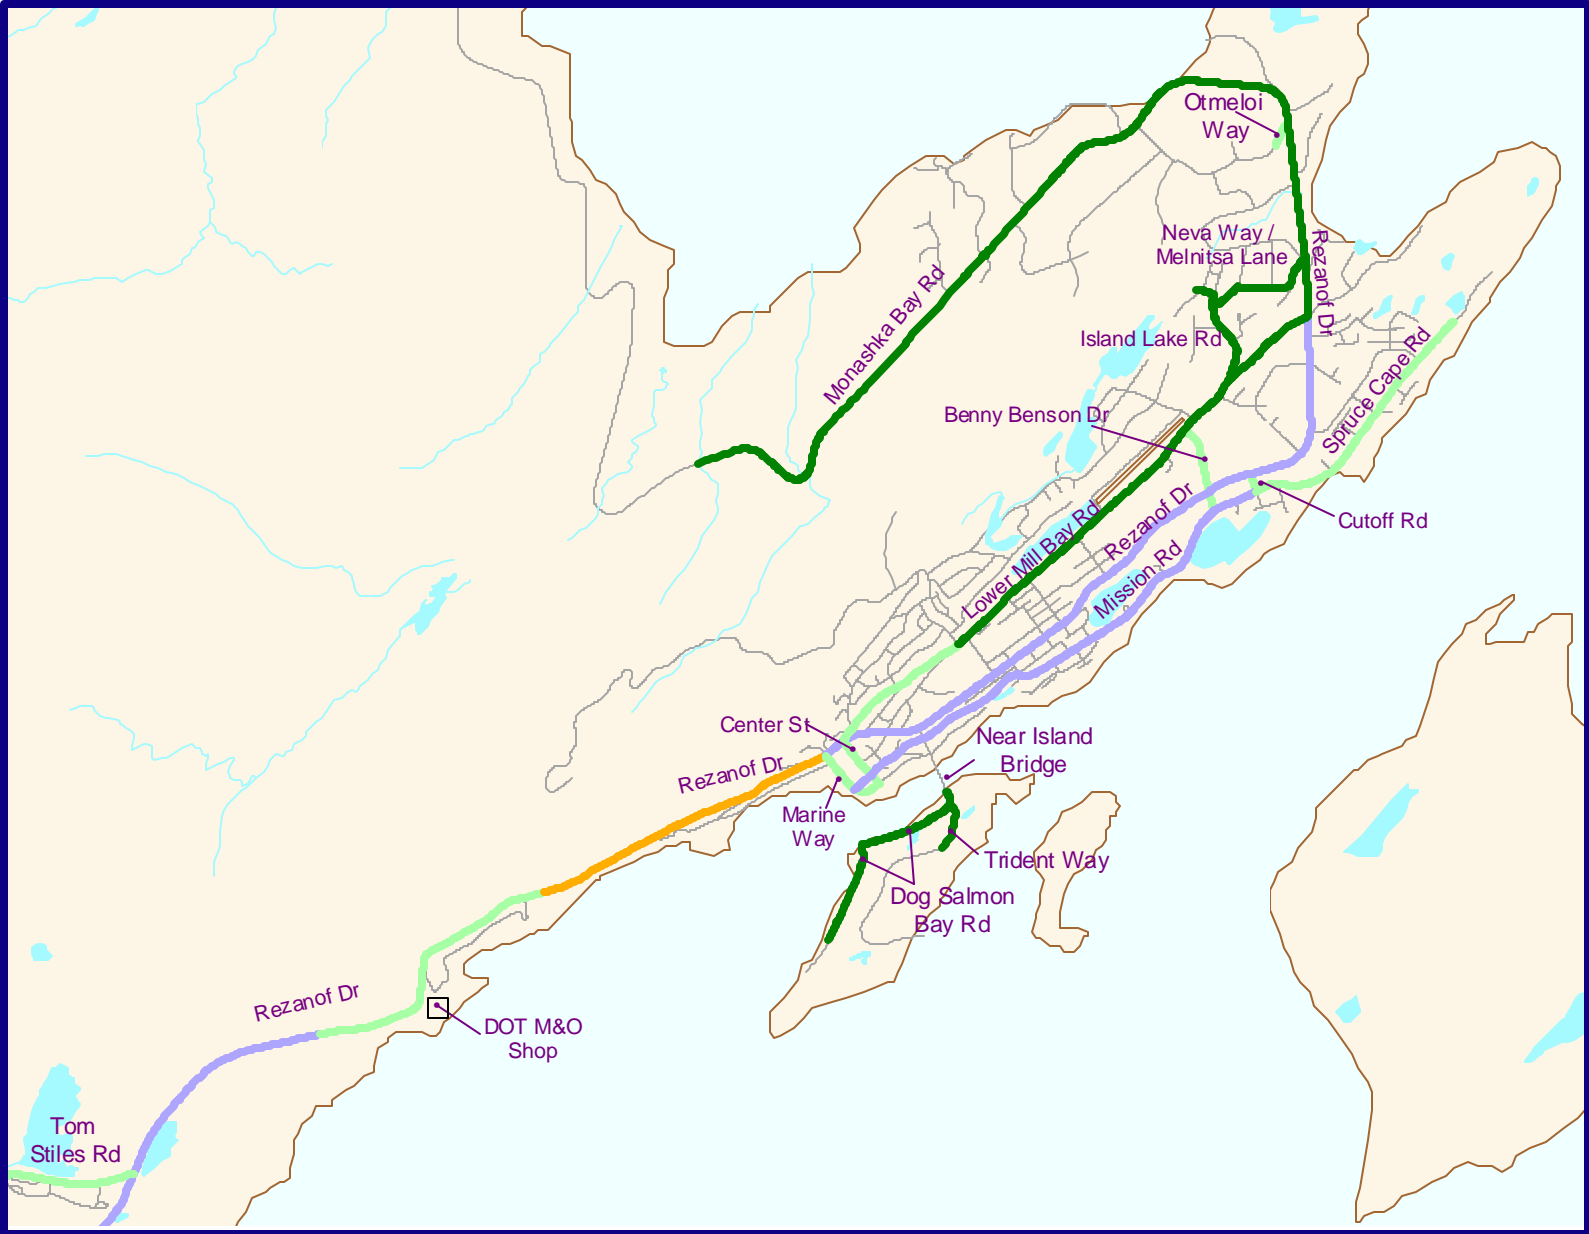 Otmeloi
Way
Neva Way /
Melnitsa Lane
Rezanof Dr
Monashka Bay Rd
Island Lake Rd
Spruce Cape Rd
Benny Benson Dr
Rezanof Dr
Cutoff Rd
Lower Mill Bay Rd
Mission Rd
Center St
Near Island
Bridge
Rezanof Dr
Marine
Way
Trident Way
Dog Salmon
Bay Rd
Rezanof Dr
DOT M&O
Shop
Tom
Stiles Rd